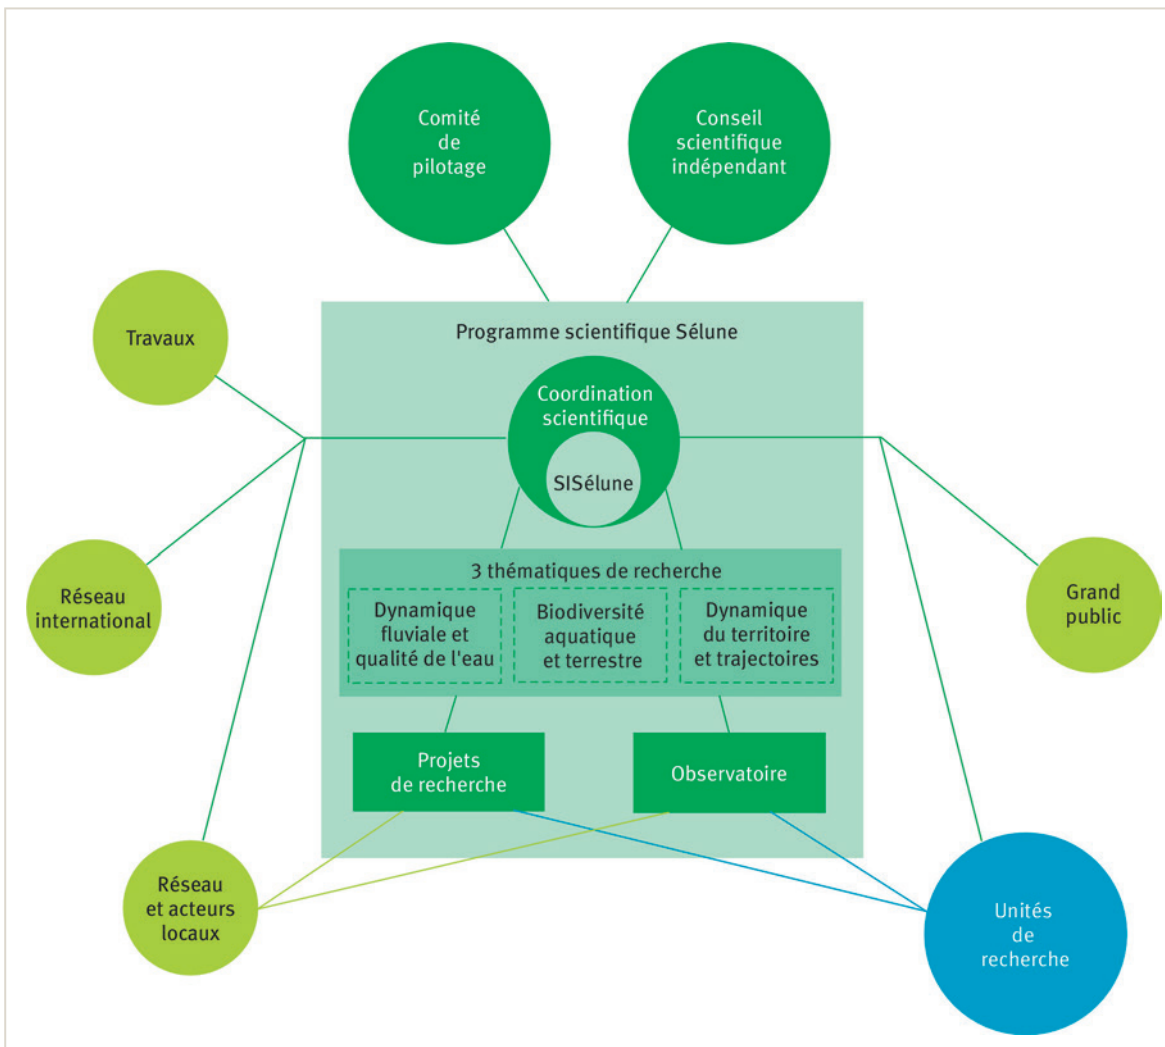 Comité
de
pilotage
Conseil
scientifique
indépendant
Programme scientifique Sélune
Travaux
Coordination
scientifique
SISélune
3 thématiques de recherche
Dynamique
fluviale et
qualité de l'eau
Biodiversité
aquatique
et terrestre
Dynamique
du territoire
et trajectoires
Réseau
international
Grand
public
Projets
de recherche
Observatoire
Réseau
et acteurs
locaux
Unités
de
recherche